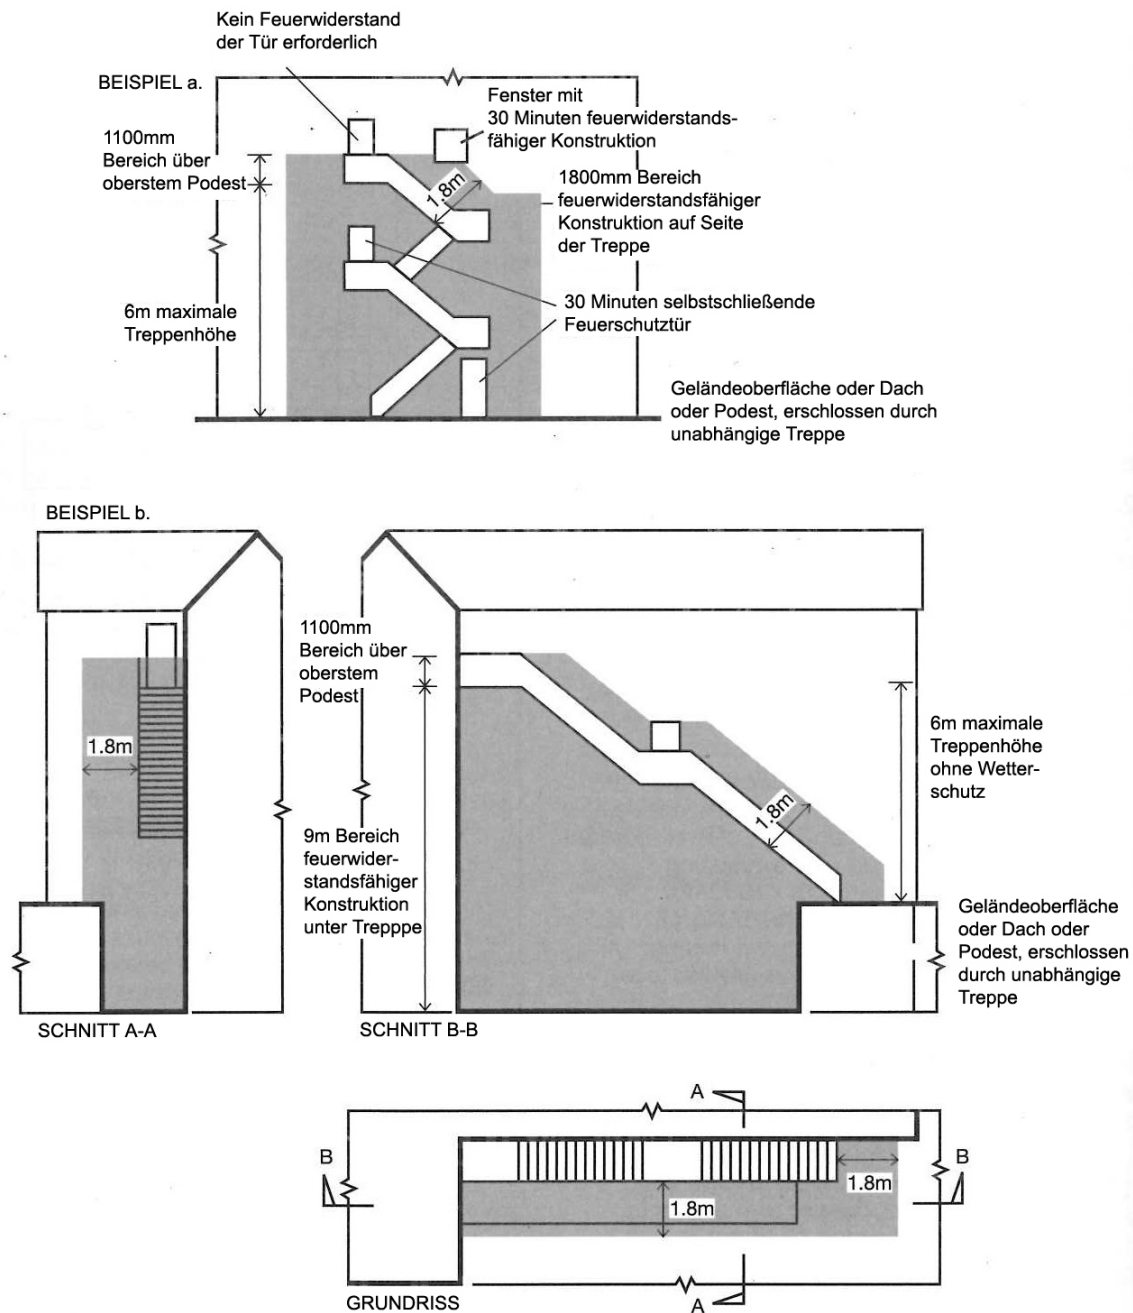 Kein Feuerwiderstand
der Tür erforderlich
BEISPIEL a.
Fenster mit
30 Minuten feuerwiderstands-
fähiger Konstruktion
1100mm
Bereich über
oberstem Podest
1.8m
1800mm Bereich
feuerwiderstandsfähiger
Konstruktion auf Seite
der Treppe
6m maximale
Treppenhöhe
30 Minuten selbstschließende
Feuerschutztür
Geländeoberfläche oder Dach
oder Podest, erschlossen durch
unabhängige Treppe
BEISPIEL b.
1100mm
Bereich über
oberstem
Podest
1.8m
6m maximale
Treppenhöhe
ohne Wetter-
schutz
1.8m
9m Bereich
feuerwider-
standsfähiger
Konstruktion
unter Trepppe
Geländeoberfläche
oder Dach oder
Podest, erschlossen
durch unabhängige
Treppe
SCHNITT A-A
SCHNITT B-B
A
B
B
1.8m
1.8m
A
GRUNDRISS